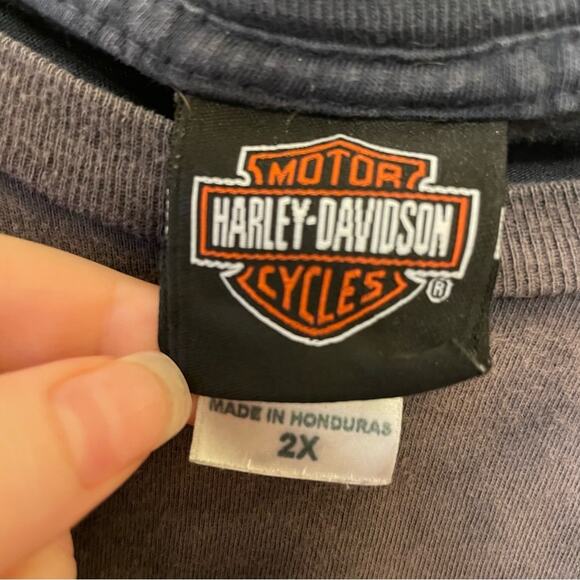 MOTOR
HARLEY-DAVIDSON
CYCLES
®
MADE IN HONDURAS
2X